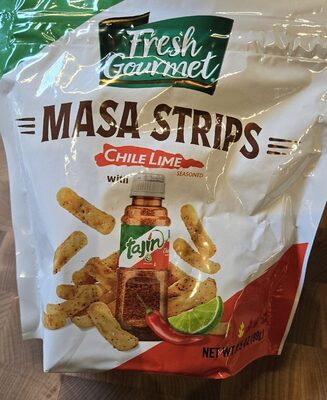 Fresh
Gourmet®
MASA STRIPS
CHILE LIME
SEASONED
with
Tajín
NET WT